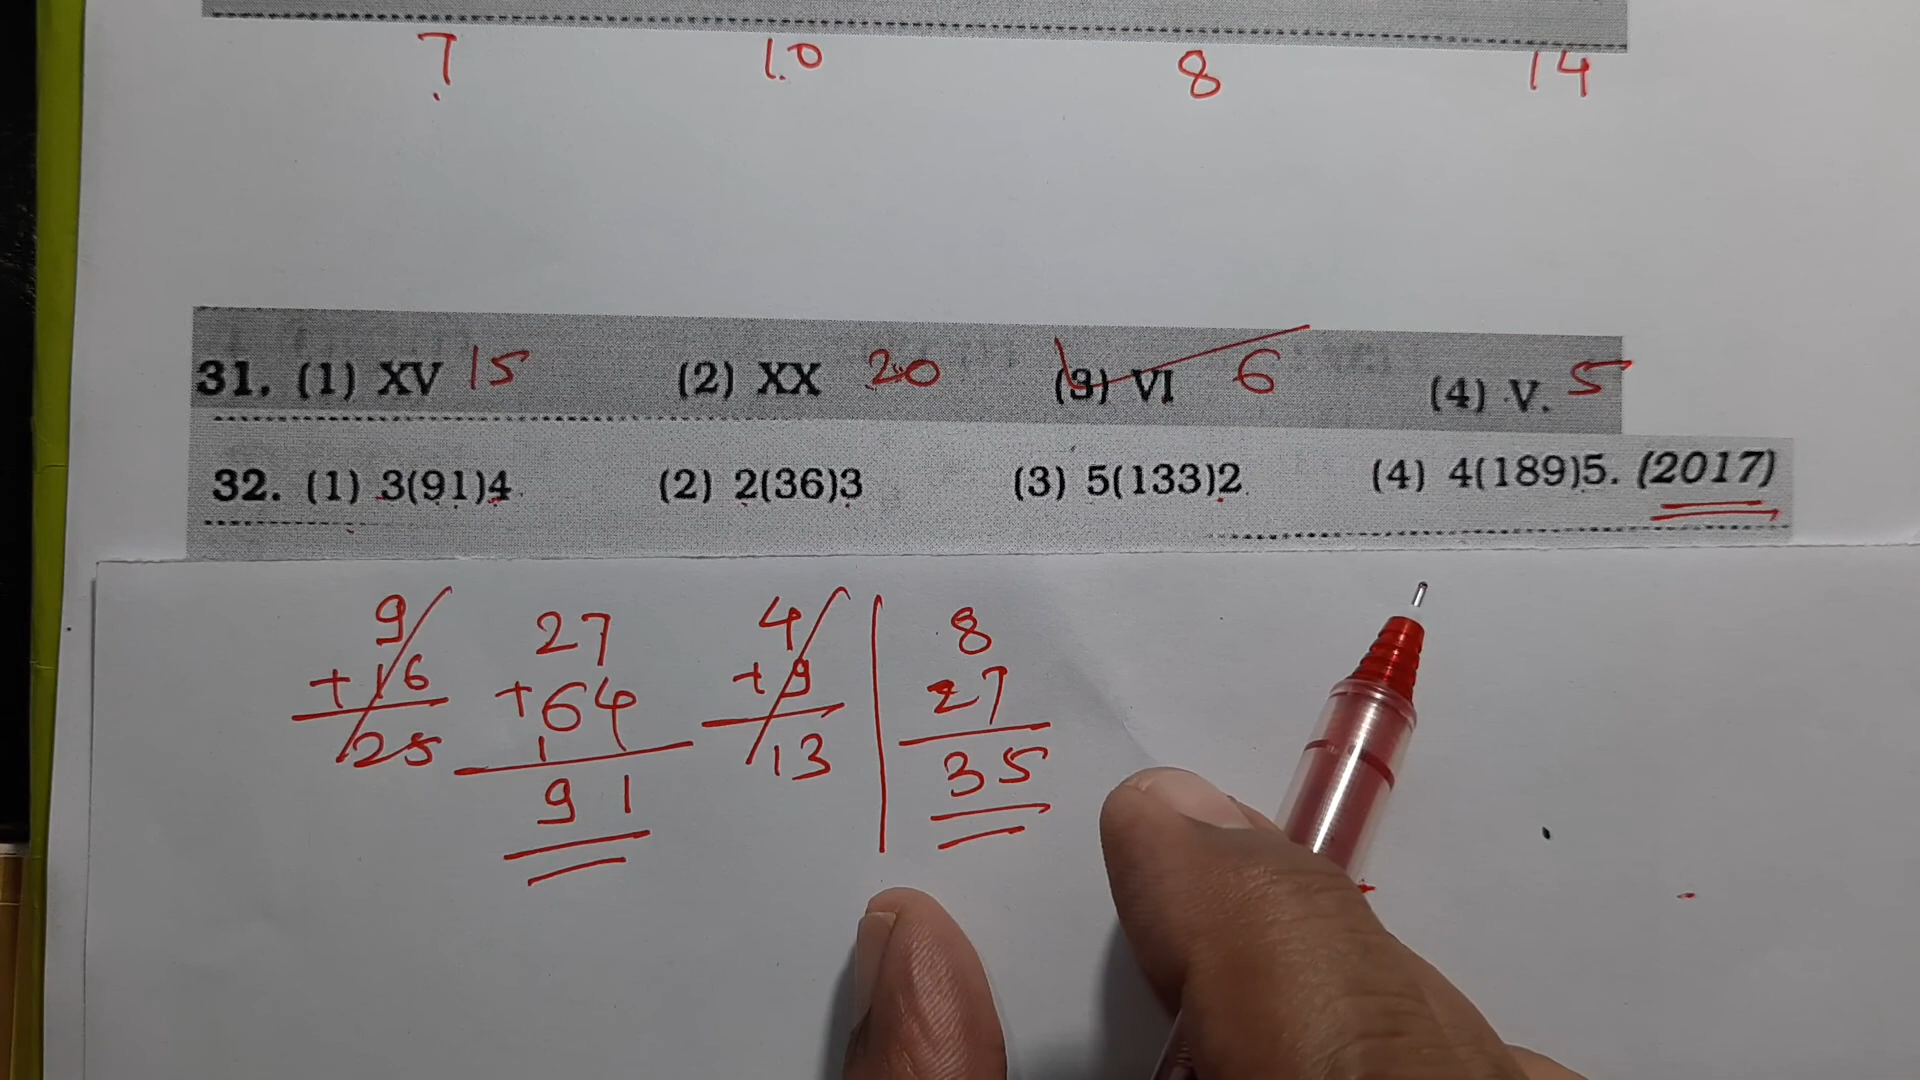 7 10 8 14
31. (1) XV 15 (2) XX 20 (3) VI 6 (4) V. 5
32. (1) 3(91)4 (2) 2(36)3 (3) 5(133)2 (4) 4(189)5. (2017)
9 27 4 8
+16 +64 +9 27
25 1 13 35
91